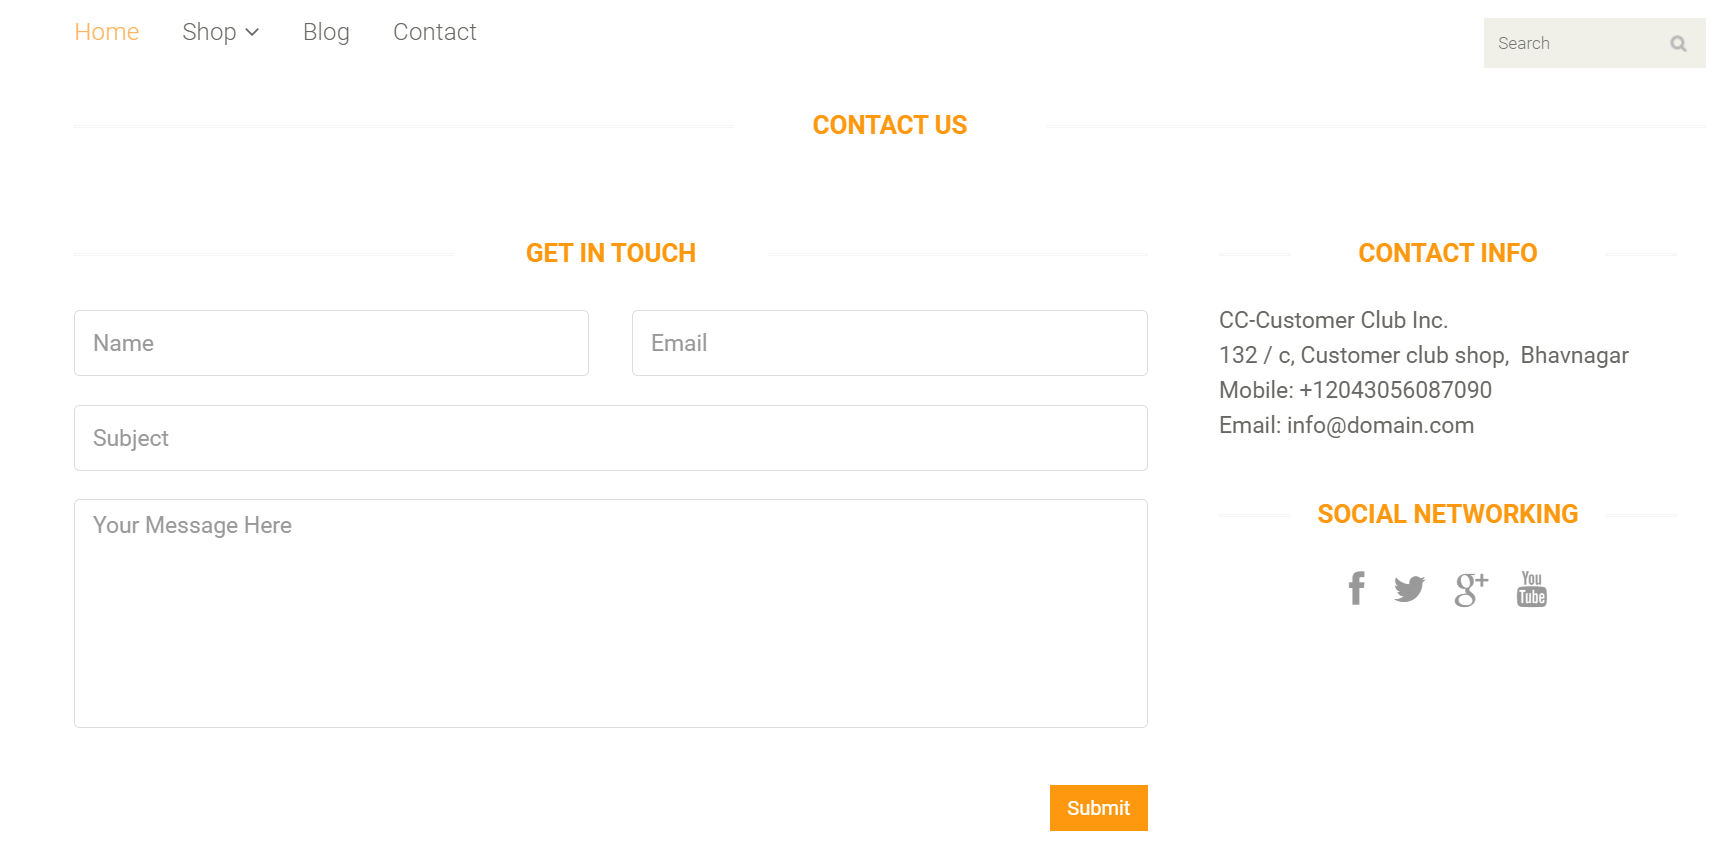 Home Shop Blog Contact
Search
CONTACT US
GET IN TOUCH
Name Email
Subject
Your Message Here
Submit
CONTACT INFO
CC-Customer Club Inc.
132 / c, Customer club shop,  Bhavnagar
Mobile: +12043056087090
Email: info@domain.com
SOCIAL NETWORKING
f g+ You Tube